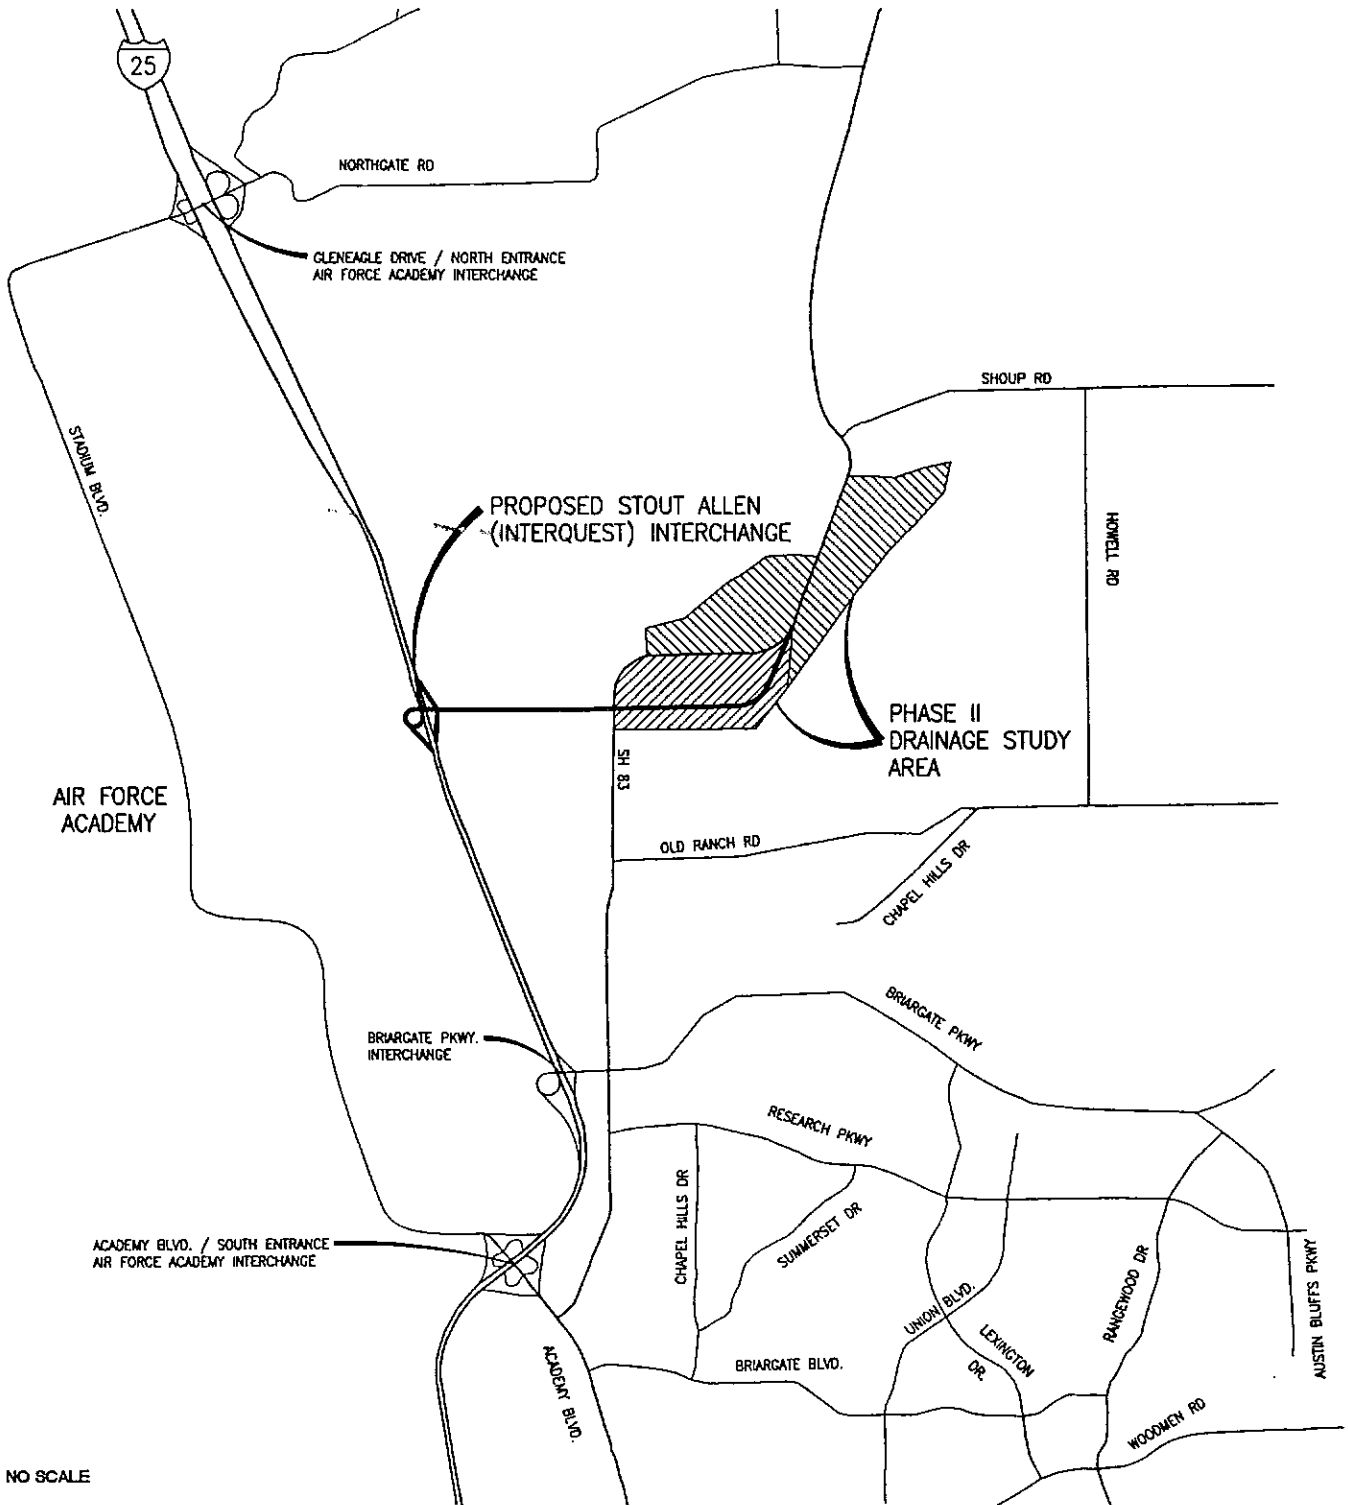 25
NORTHGATE RD
GLENEAGLE DRIVE / NORTH ENTRANCE
AIR FORCE ACADEMY INTERCHANGE
SHOUP RD
STADIUM BLVD.
PROPOSED STOUT ALLEN
(INTERQUEST) INTERCHANGE
HOWELL RD
PHASE II
DRAINAGE STUDY
AREA
SH 83
AIR FORCE
ACADEMY
OLD RANCH RD
CHAPEL HILLS DR
BRIARGATE PKWY
BRIARGATE PKWY.
INTERCHANGE
RESEARCH PKWY
CHAPEL HILLS DR
SUMMERSET DR
ACADEMY BLVD. / SOUTH ENTRANCE
AIR FORCE ACADEMY INTERCHANGE
UNION BLVD.
LEXINGTON
DR.
RANGEWOOD DR
AUSTIN BLUFFS PKWY
ACADEMY BLVD.
BRIARGATE BLVD.
WOODMEN RD
NO SCALE